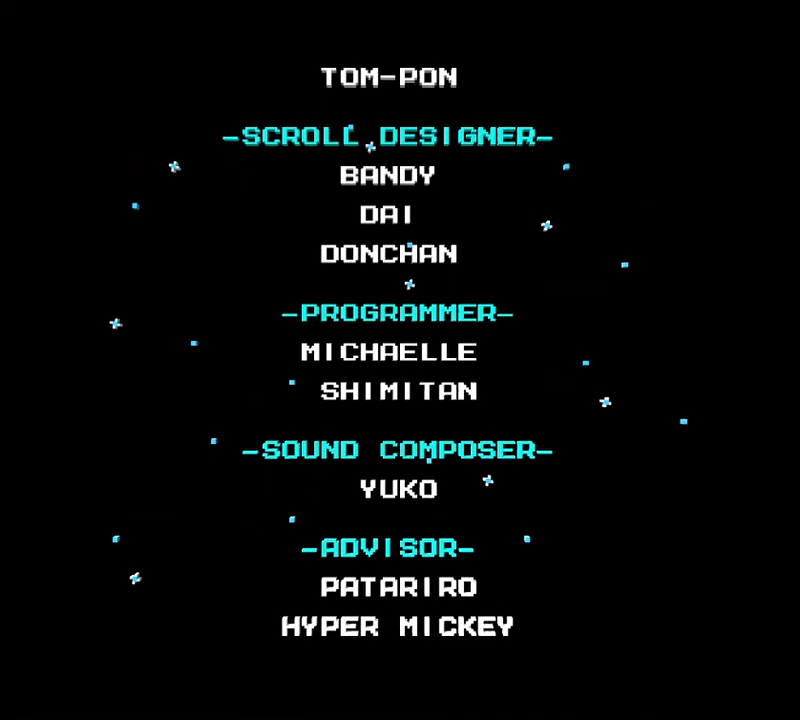 TOM-PON
-SCROLL DESIGNER-
BANDY
DAI
DONCHAN
-PROGRAMMER-
MICHAELLE
SHIMITAN
-SOUND COMPOSER-
YUKO
-ADVISOR-
PATARIRO
HYPER MICKEY